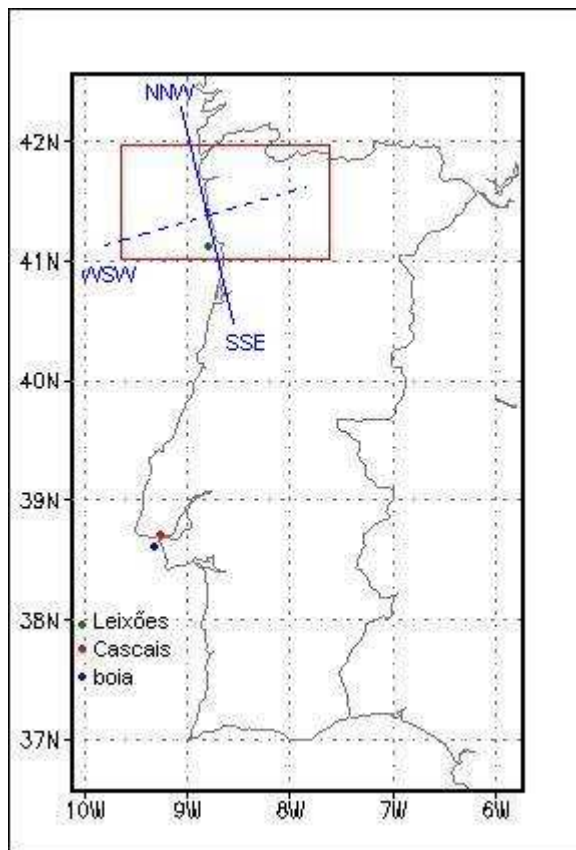 NNW
42N
41N
WSW
SSE
40N
39N
38N
Leixões
Cascais
boia
37N
10W 9W 8W 7W 6W